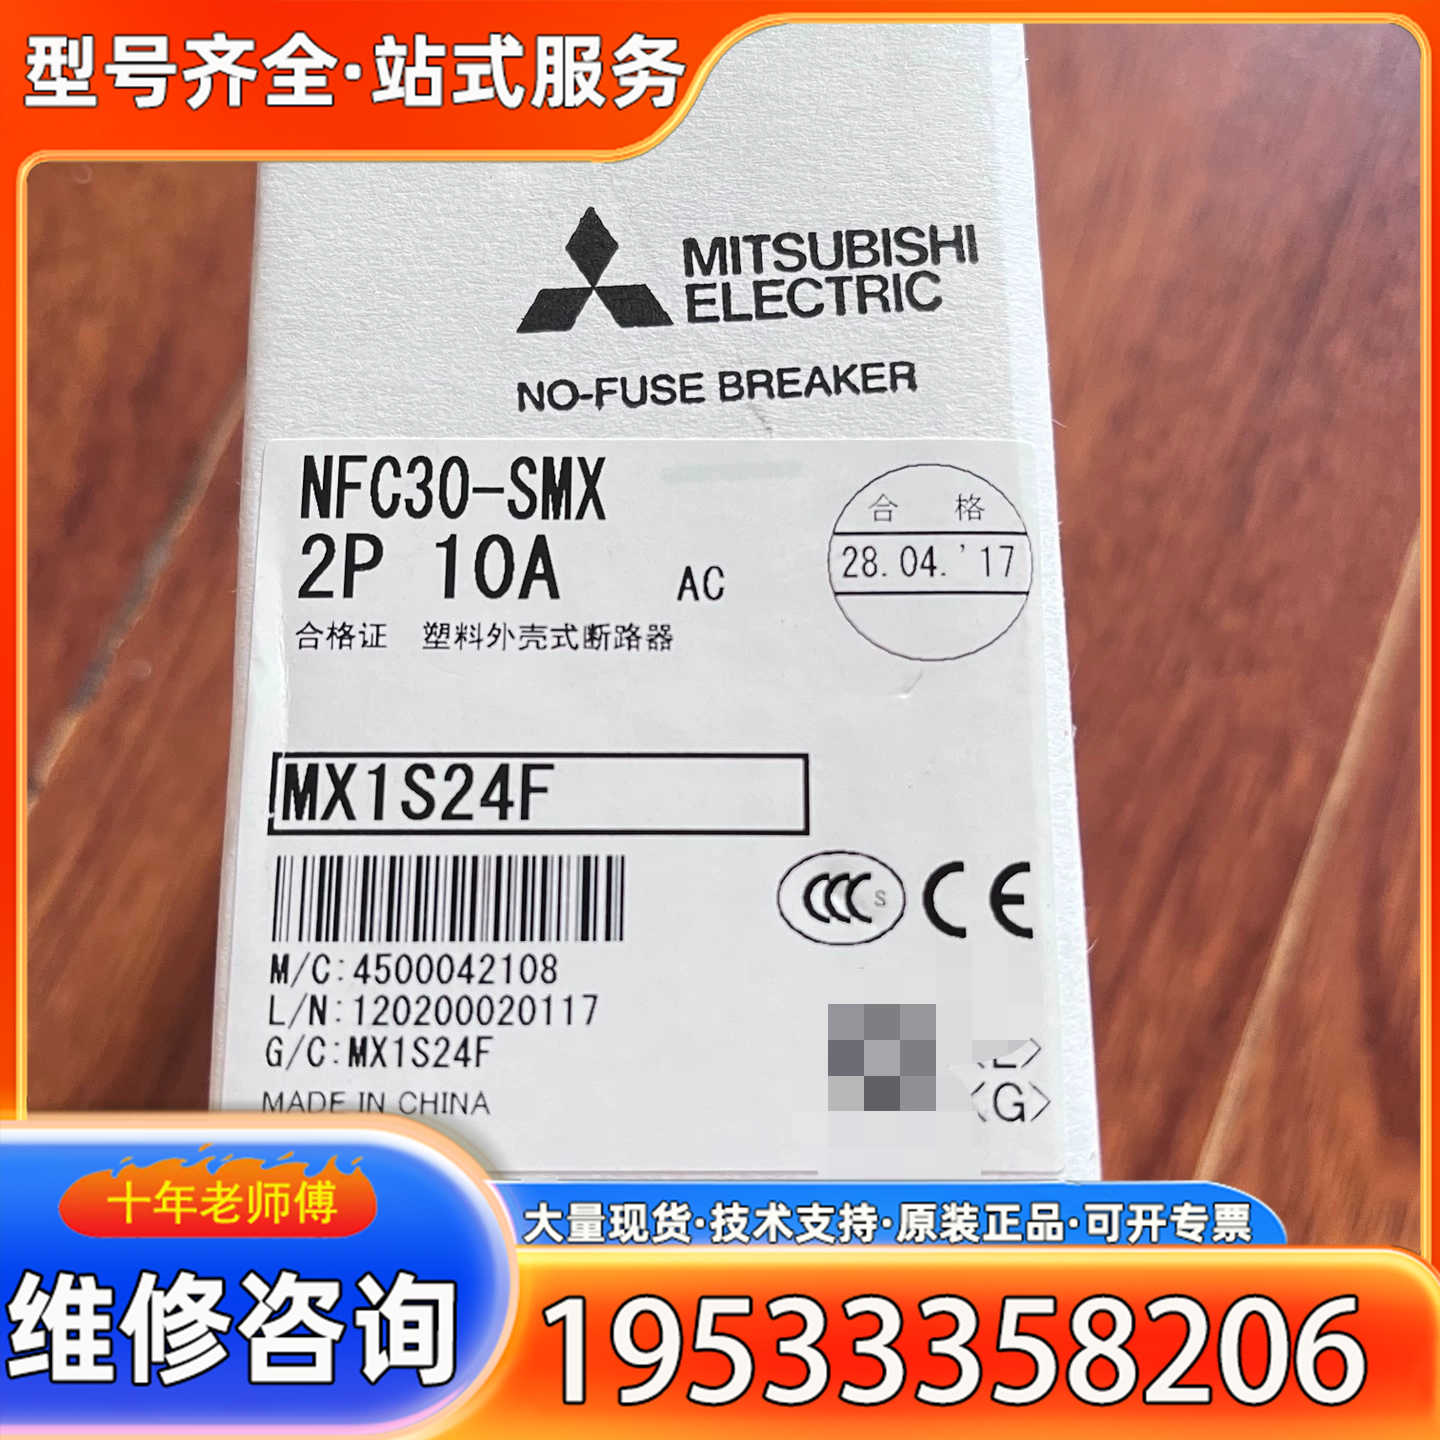 型号齐全·站式服务
MITSUBISHI
ELECTRIC
NO-FUSE BREAKER
NFC30-SMX
2P 10A AC
合格
28.04.'17
合格证 塑料外壳式断路器
MX1S24F
CCC S CE
M/C:4500042108
L/N:120200020117
G/C:MX1S24F
MADE IN CHINA
<G>
十年老师傅
大量现货·技术支持·原装正品·可开专票
维修咨询
19533358206